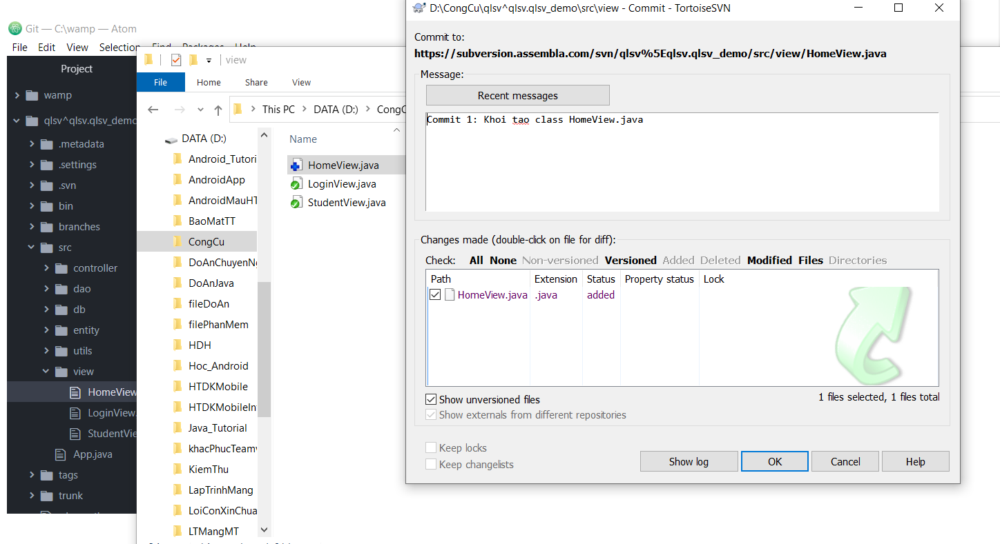 Git — C:\wamp — Atom
File Edit View Selection Find Packages Help
Project
wamp
qlsv^qlsv.qlsv_demo
.metadata
.settings
.svn
bin
branches
src
controller
dao
db
entity
utils
view
HomeView
LoginView.
StudentVie
App.java
tags
trunk
view
File Home Share View
This PC DATA (D:) CongC
DATA (D:)
Android_Tutori
AndroidApp
AndroidMauHT
BaoMatTT
CongCu
DoAnChuyenNg
DoAnJava
fileDoAn
filePhanMem
HDH
Hoc_Android
HTDKMobile
HTDKMobileIn
Java_Tutorial
khacPhucTeamv
KiemThu
LapTrinhMang
LoiConXinChua
LTMangMT
Name
HomeView.java
LoginView.java
StudentView.java
D:\CongCu\qlsv^qlsv.qlsv_demo\src\view - Commit - TortoiseSVN
Commit to:
https://subversion.assembla.com/svn/qlsv%5Eqlsv.qlsv_demo/src/view/HomeView.java
Message:
Recent messages
Commit 1: Khoi tao class HomeView.java
Changes made (double-click on file for diff):
Check: All None Non-versioned Versioned Added Deleted Modified Files Directories
Path Extension Status Property status Lock
HomeView.java .java added
Show unversioned files
1 files selected, 1 files total
Show externals from different repositories
Keep locks
Keep changelists
Show log OK Cancel Help